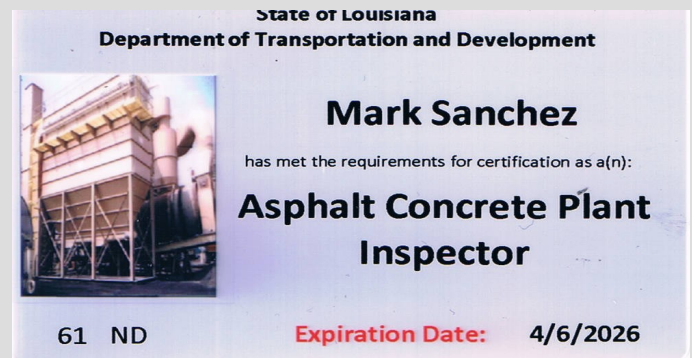 State of Louisiana
Department of Transportation and Development
Mark Sanchez
has met the requirements for certification as a(n):
Asphalt Concrete Plant
Inspector
61 ND
Expiration Date: 4/6/2026